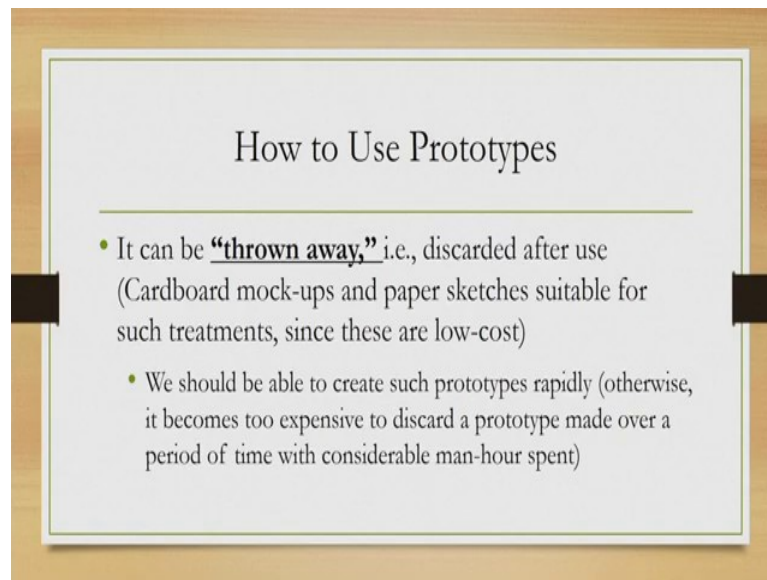 How to Use Prototypes
• It can be “thrown away,” i.e., discarded after use
(Cardboard mock-ups and paper sketches suitable for
such treatments, since these are low-cost)
• We should be able to create such prototypes rapidly (otherwise,
it becomes too expensive to discard a prototype made over a
period of time with considerable man-hour spent)